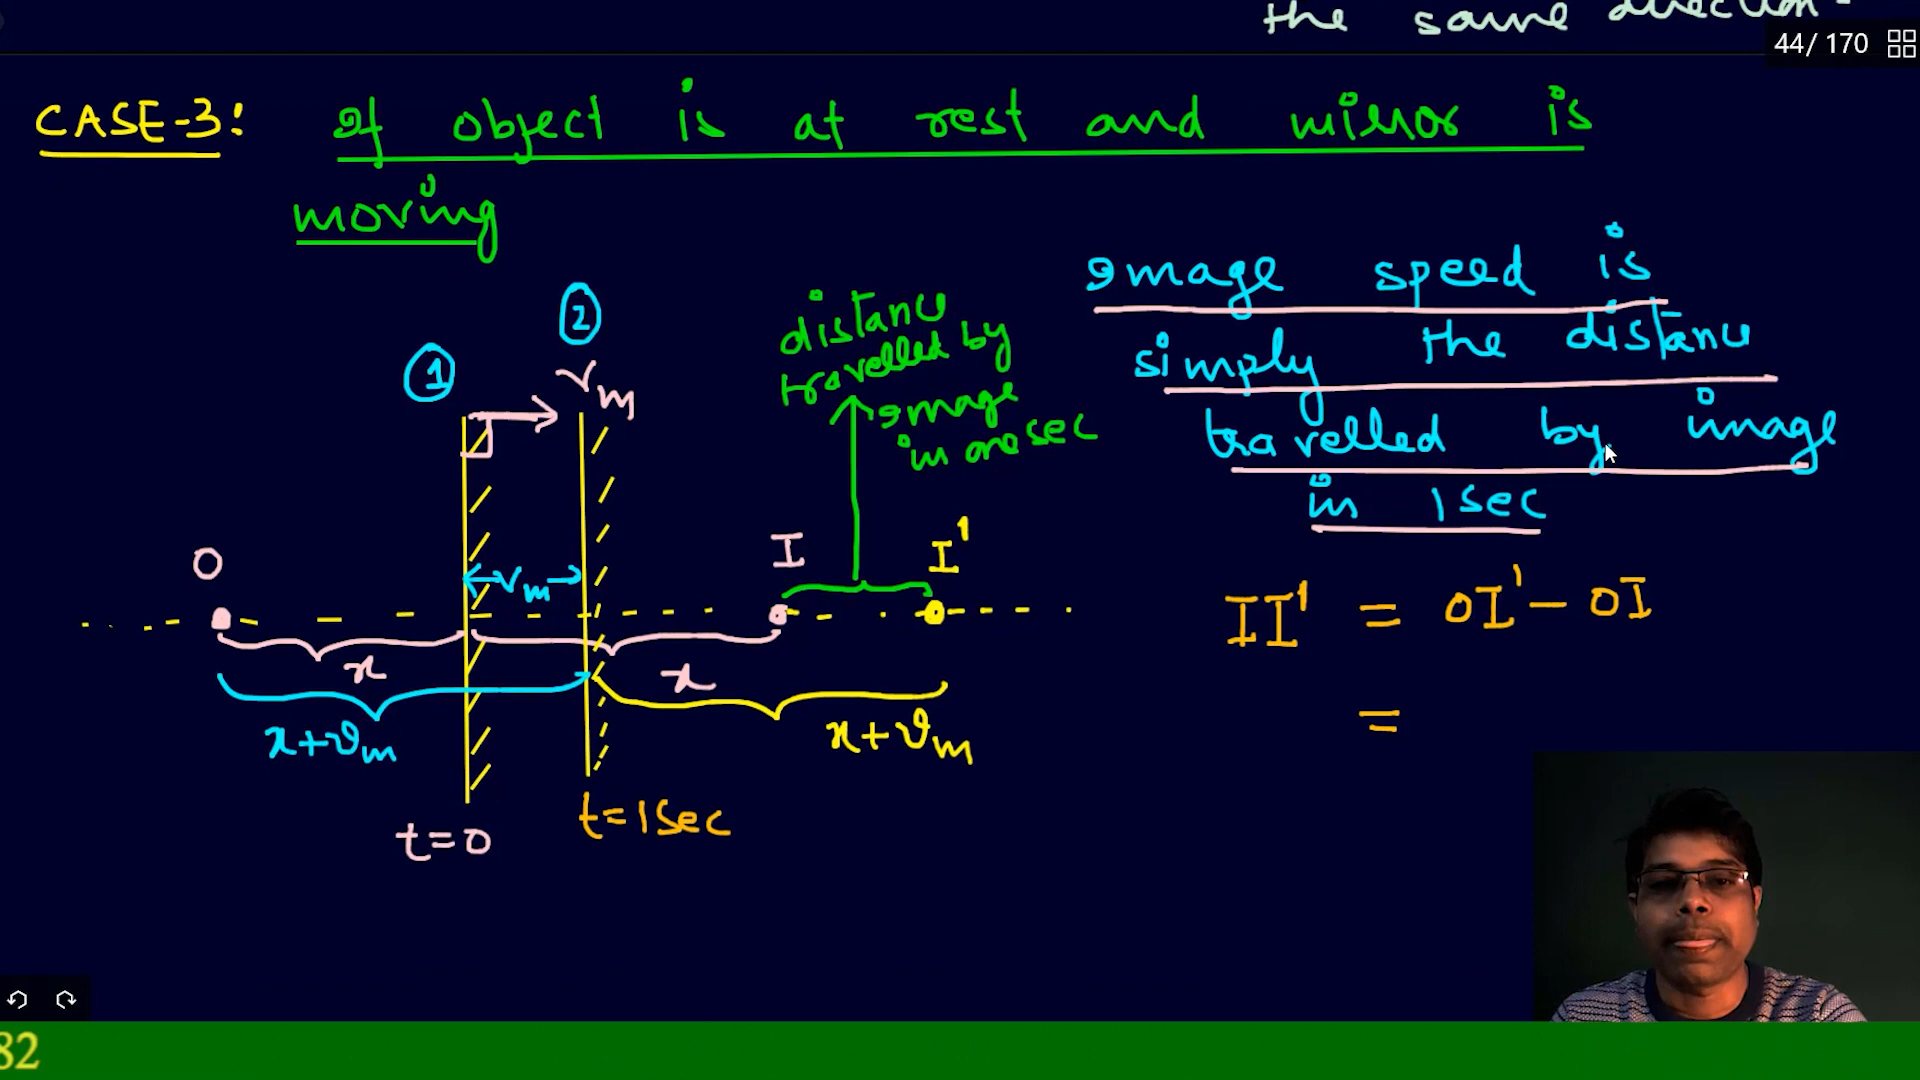 the same direction.
44/ 170
CASE-3: If object is at rest and mirror is
moving
Image speed is
simply the distance
travelled by image
in 1sec
distance
travelled by
image
in one sec
1
2
Vm
O
Vm
I
I'
x
x
x+vm
x+vm
t=0
t=1sec
II' = OI' - OI
=
82